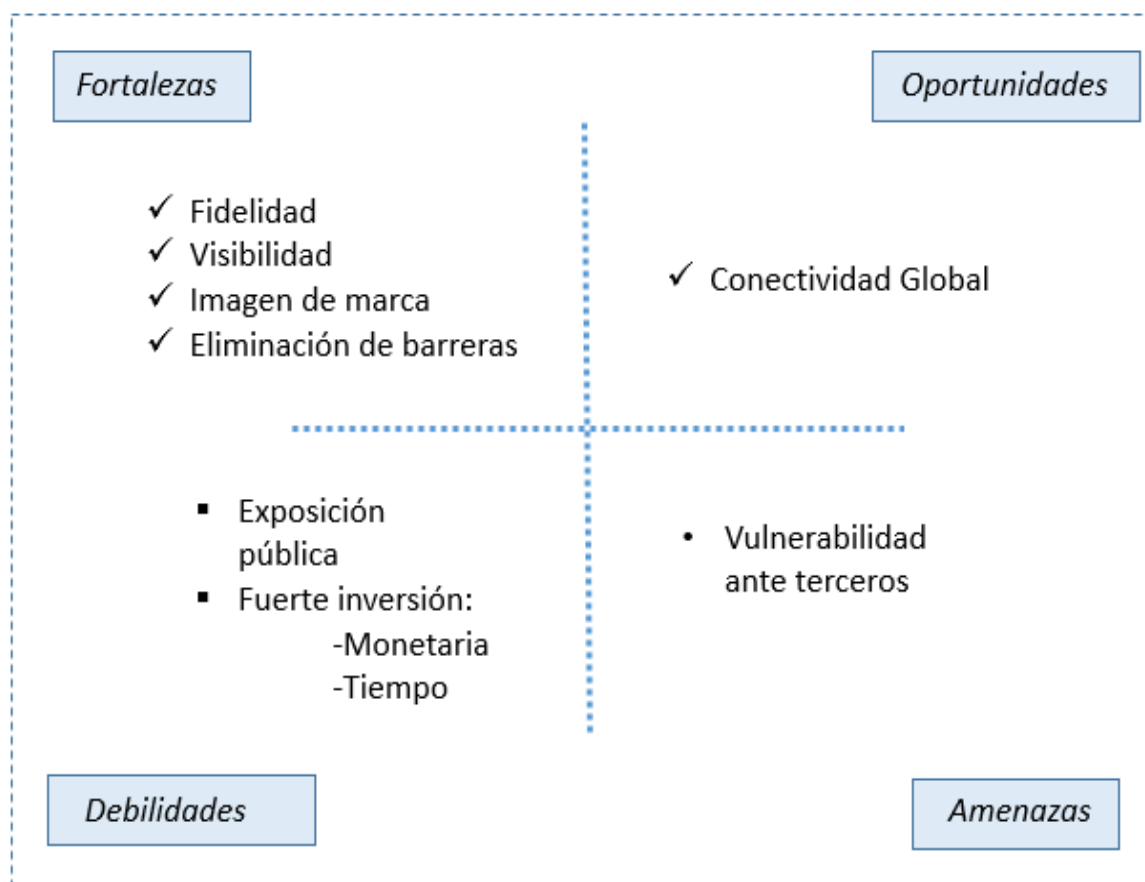 Fortalezas
Oportunidades
✓ Fidelidad
✓ Visibilidad
✓ Imagen de marca
✓ Eliminación de barreras
✓ Conectividad Global
▪ Exposición
pública
▪ Fuerte inversión:
-Monetaria
-Tiempo
• Vulnerabilidad
ante terceros
Debilidades
Amenazas